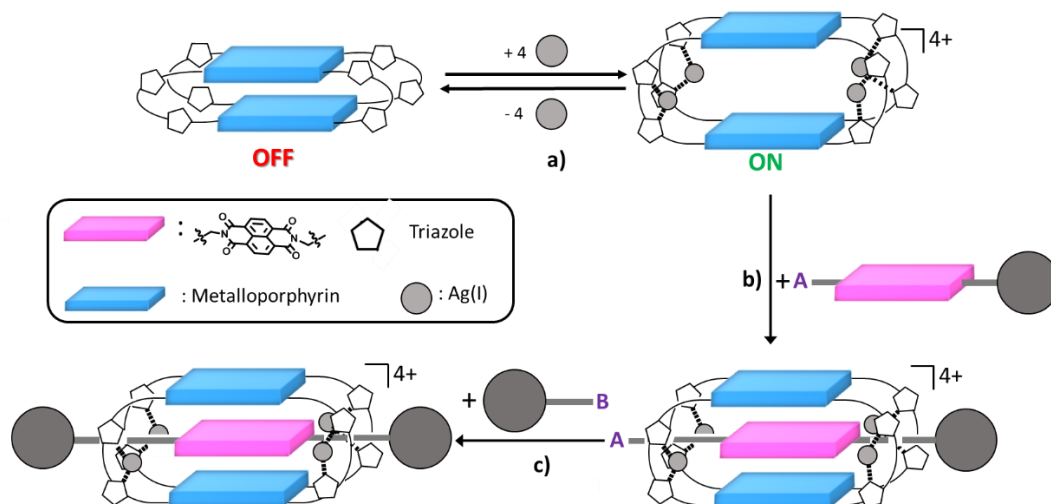 + 4
- 4
a)
4+
OFF
ON
:
O
O
N
N
O
O
Triazole
: Metalloporphyrin
: Ag(I)
b)
+ A
4+
+
B
4+
A
c)